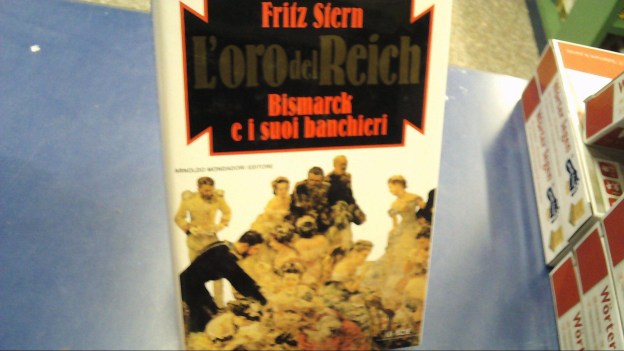 Fritz Stern
L'oro del Reich
Bismarck
e i suoi banchieri
ARNOLDO MONDADORI EDITORE